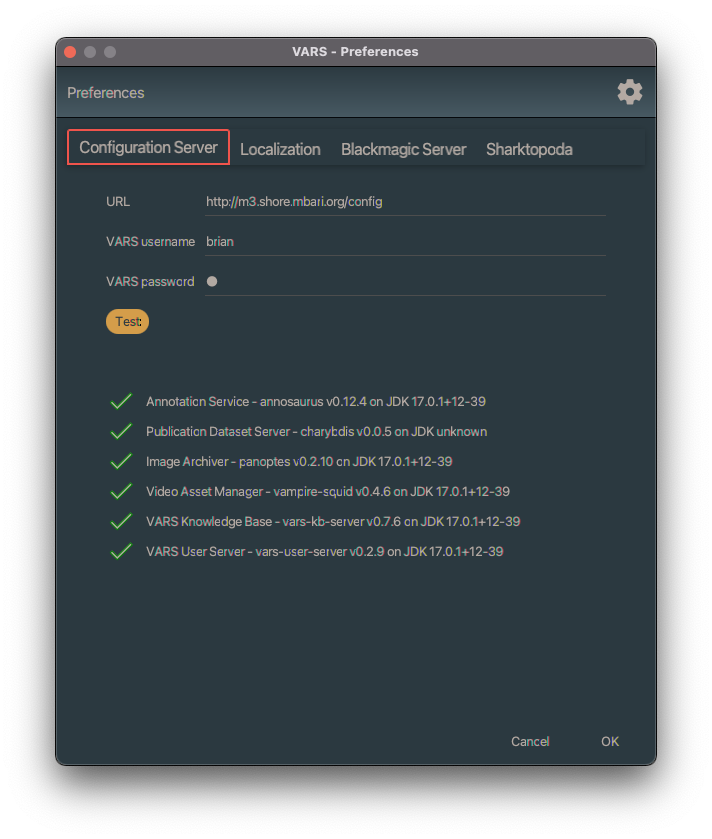 VARS - Preferences
Preferences
Configuration Server Localization Blackmagic Server Sharktopoda
URL http://m3.shore.mbari.org/config
VARS username brian
VARS password
Test
Annotation Service - annosaurus v0.12.4 on JDK 17.0.1+12-39
Publication Dataset Server - charybdis v0.0.5 on JDK unknown
Image Archiver - panoptes v0.2.10 on JDK 17.0.1+12-39
Video Asset Manager - vampire-squid v0.4.6 on JDK 17.0.1+12-39
VARS Knowledge Base - vars-kb-server v0.7.6 on JDK 17.0.1+12-39
VARS User Server - vars-user-server v0.2.9 on JDK 17.0.1+12-39
Cancel OK